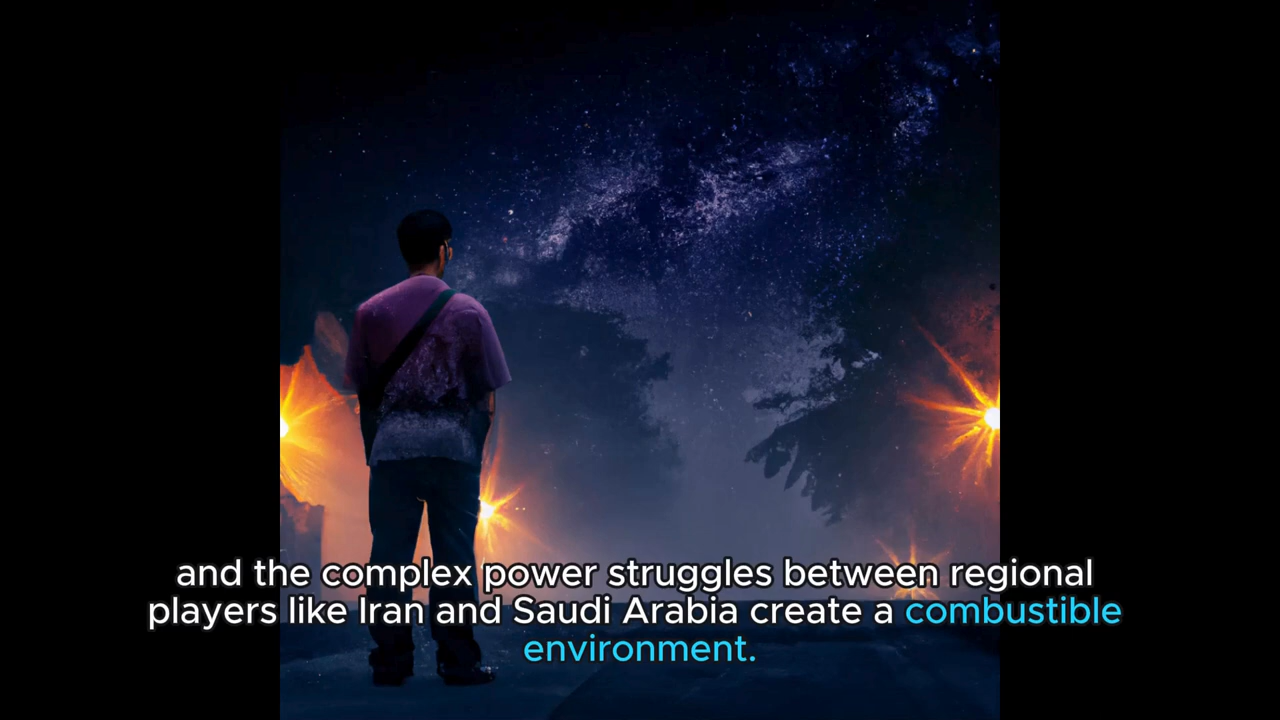 and the complex power struggles between regional
players like Iran and Saudi Arabia create a combustible
environment.